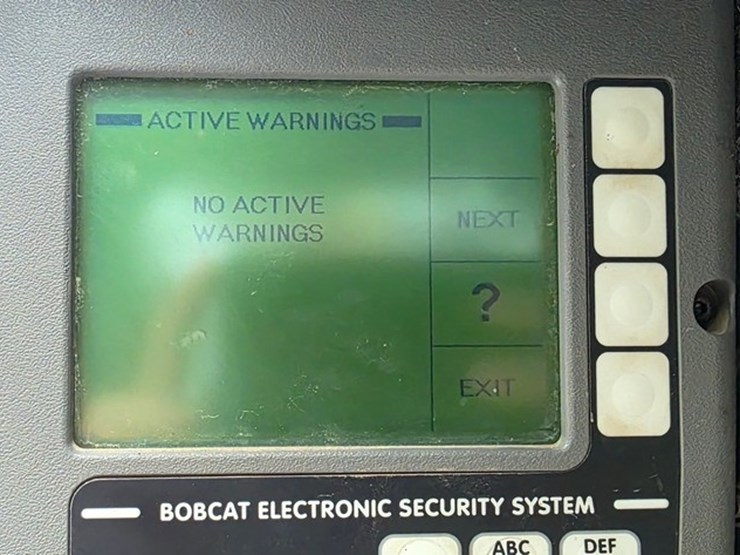 ACTIVE WARNINGS
NO ACTIVE
WARNINGS
NEXT
?
EXIT
BOBCAT ELECTRONIC SECURITY SYSTEM
ABC
DEF